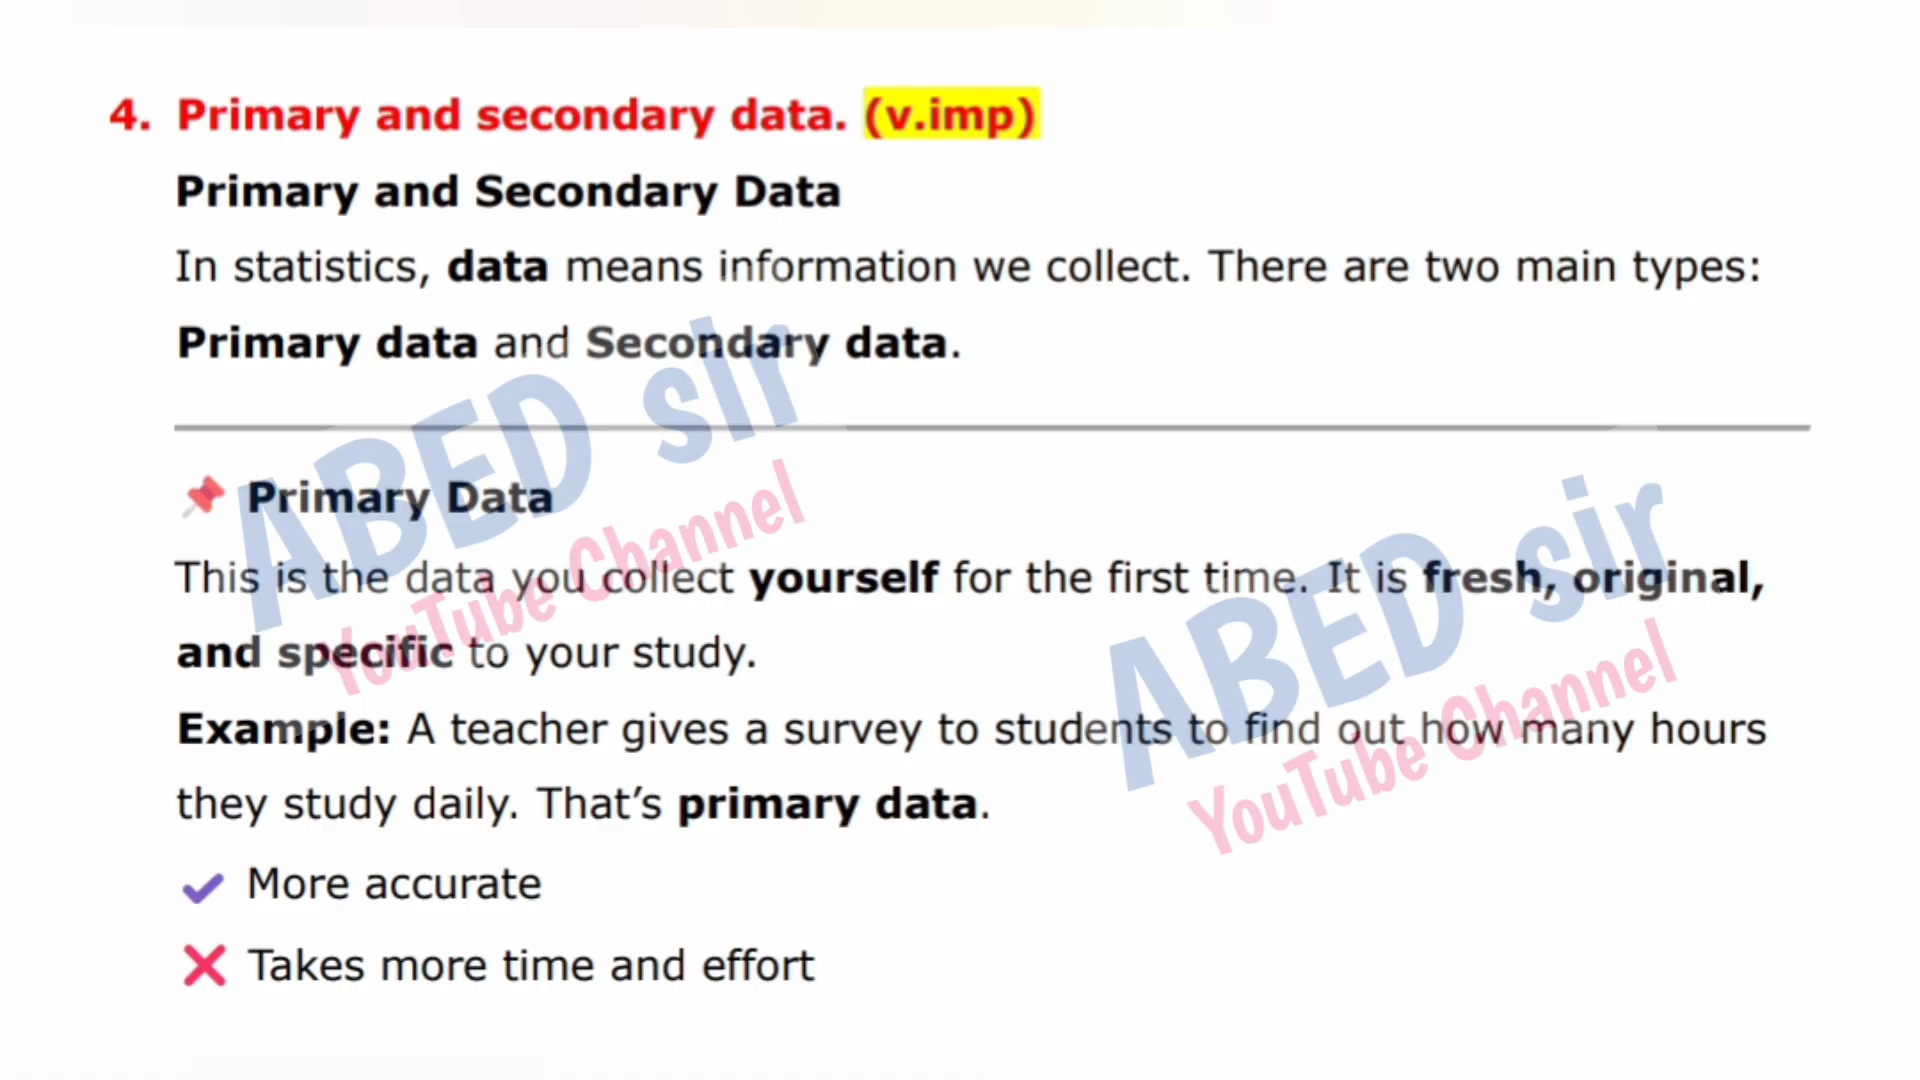 4. Primary and secondary data. (v.imp)
Primary and Secondary Data
In statistics, data means information we collect. There are two main types:
Primary data and Secondary data.
Primary Data
This is the data you collect yourself for the first time. It is fresh, original,
and specific to your study.
Example: A teacher gives a survey to students to find out how many hours
they study daily. That’s primary data.
More accurate
Takes more time and effort
ABED sir
YouTube Channel
ABED sir
YouTube Channel